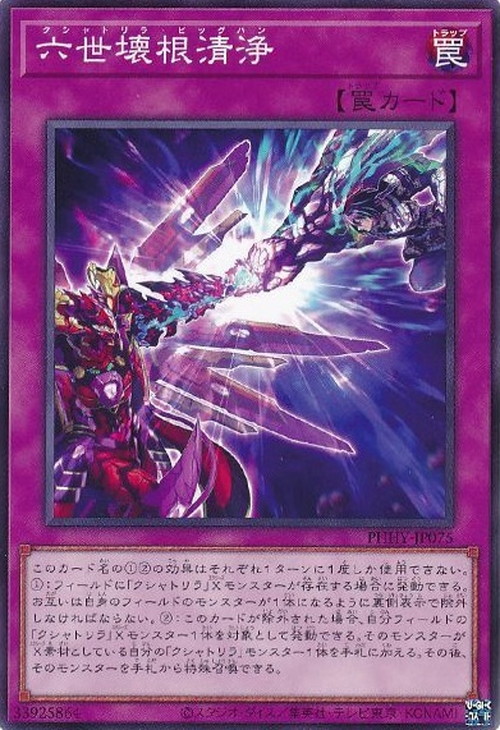 クシャトリラ ビッグバン
六世壊根清浄
トラップ
罠
【罠カード】
PHHY-JP075
このカード名の①②の効果はそれぞれ1ターンに1度しか使用できない。
①:フィールドに「クシャトリラ」Xモンスターが存在する場合に発動できる。
お互いは自身のフィールドのモンスターが1体になるように裏側表示で除外
しなければならない。②:このカードが除外された場合、自分フィールドの
「クシャトリラ」Xモンスター1体を対象として発動できる。そのモンスターが
X素材としている自分の「クシャトリラ」モンスター1体を手札に加える。その後、
そのモンスターを手札から特殊召喚できる。
33925864 ©スタジオ・ダイス/集英社・テレビ東京・KONAMI